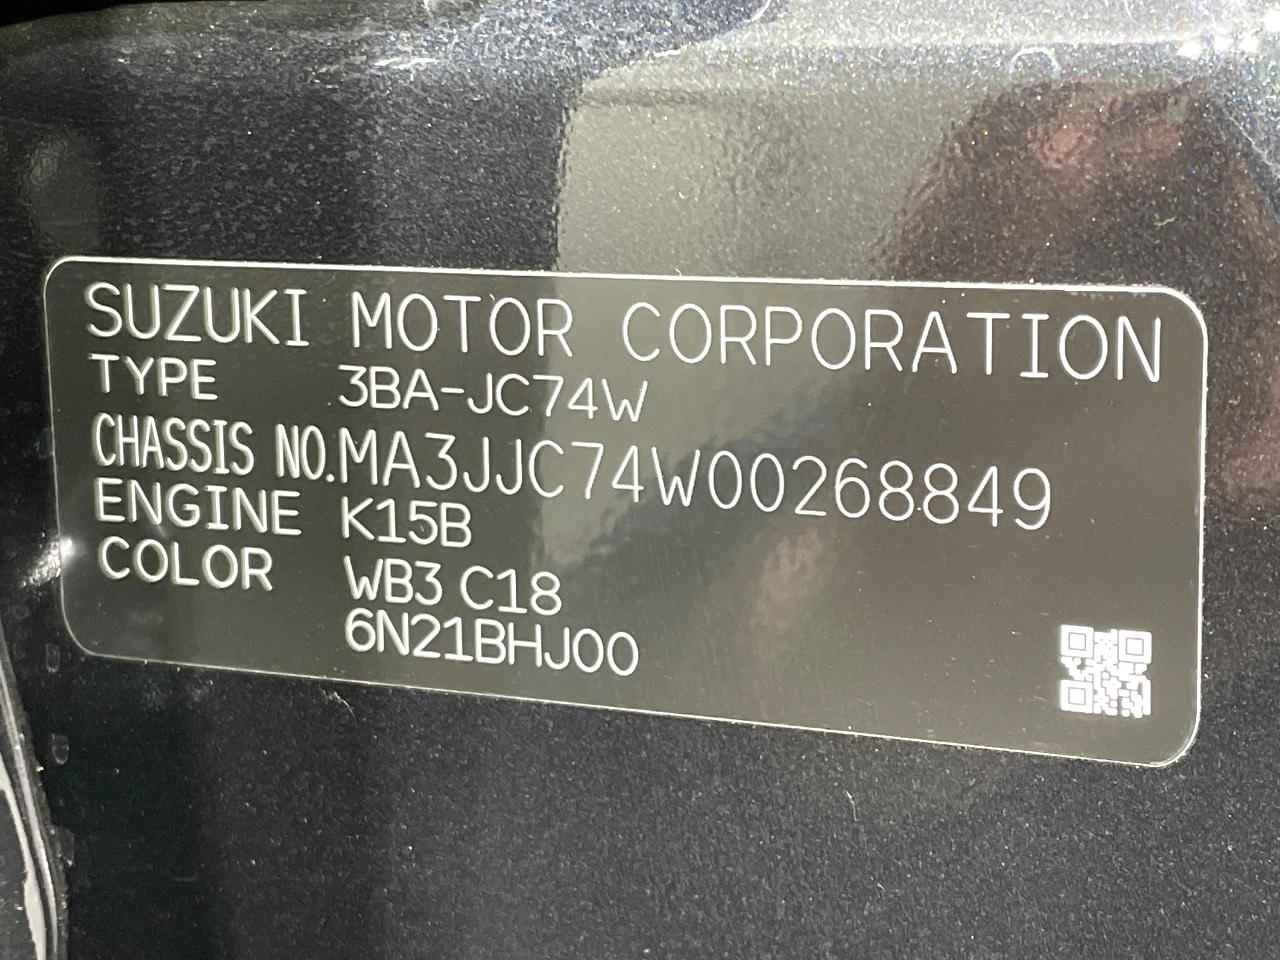 SUZUKI MOTOR CORPORATION
TYPE 3BA-JC74W
CHASSIS NO.MA3JJC74W00268849
ENGINE K15B
COLOR WB3 C18
6N21BHJ00